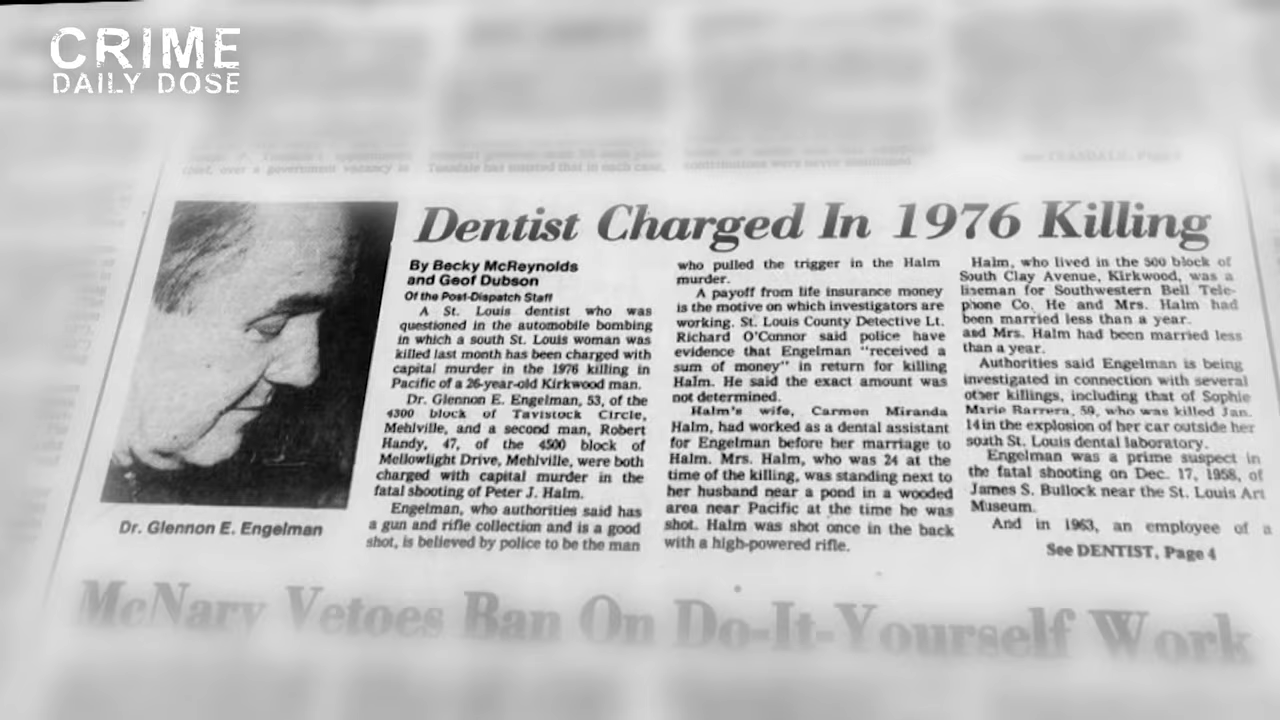 CRIME
DAILY DOSE
Dentist Charged In 1976 Killing
By Becky McReynolds
and Geof Dubson
Of the Post-Dispatch Staff
A St. Louis dentist who was
questioned in the automobile bombing
in which a south St. Louis woman was
killed last month has been charged with
capital murder in the 1976 killing in
Pacific of a 26-year-old Kirkwood man.
Dr. Glennon E. Engelman, 53, of the
4300 block of Tavistock Circle,
Mehlville, and a second man, Robert
Handy, 47, of the 4500 block of
Mellowlight Drive, Mehlville, were both
charged with capital murder in the
fatal shooting of Peter J. Halm.
Engelman, who authorities said has
a gun and rifle collection and is a good
shot, is believed by police to be the man
who pulled the trigger in the Halm
murder.
A payoff from life insurance money
is the motive on which investigators are
working. St. Louis County Detective Lt.
Richard O'Connor said police have
evidence that Engelman "received a
sum of money" in return for killing
Halm. He said the exact amount was
not determined.
Halm's wife, Carmen Miranda
Halm, had worked as a dental assistant
for Engelman before her marriage to
Halm. Mrs. Halm, who was 24 at the
time of the killing, was standing next to
her husband near a pond in a wooded
area near Pacific at the time he was
shot. Halm was shot once in the back
with a high-powered rifle.
Halm, who lived in the 500 block of
South Clay Avenue, Kirkwood, was a
lineman for Southwestern Bell Tele-
phone Co. He and Mrs. Halm had
been married less than a year.
and Mrs. Halm had been married less
than a year.
Authorities said Engelman is being
investigated in connection with several
other killings, including that of Sophie
Marie Barrera, 59, who was killed Jan.
14 in the explosion of her car outside her
south St. Louis dental laboratory.
Engelman was a prime suspect in
the fatal shooting on Dec. 17, 1958, of
James S. Bullock near the St. Louis Art
Museum.
And in 1963, an employee of a
See DENTIST, Page 4
Dr. Glennon E. Engelman
McNary Vetoes Ban On Do-It-Yourself Work